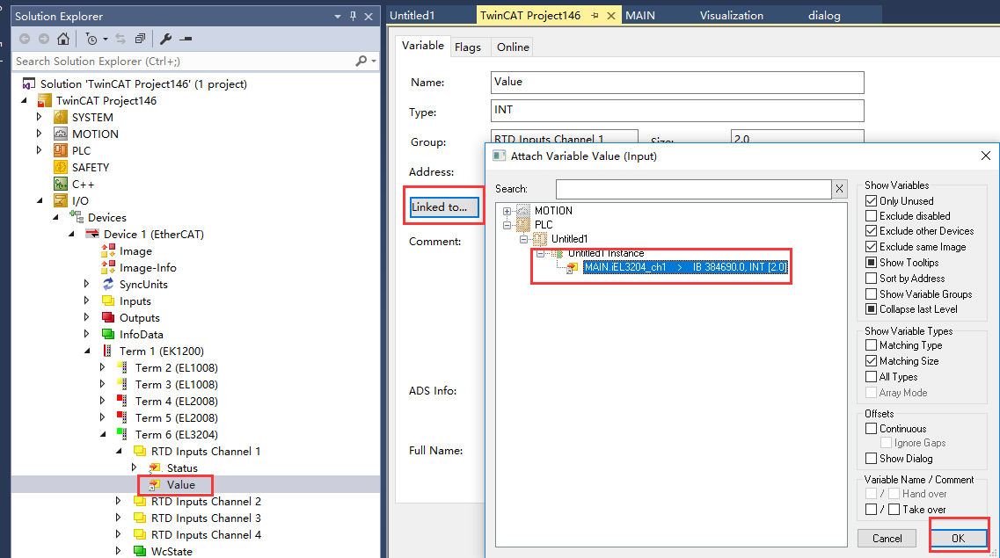 Solution Explorer
Search Solution Explorer (Ctrl+;)
Solution 'TwinCAT Project146' (1 project)
TwinCAT Project146
SYSTEM
MOTION
PLC
SAFETY
C++
I/O
Devices
Device 1 (EtherCAT)
Image
Image-Info
SyncUnits
Inputs
Outputs
InfoData
Term 1 (EK1200)
Term 2 (EL1008)
Term 3 (EL1008)
Term 4 (EL2008)
Term 5 (EL2008)
Term 6 (EL3204)
RTD Inputs Channel 1
Status
Value
RTD Inputs Channel 2
RTD Inputs Channel 3
RTD Inputs Channel 4
WcState
Untitled1
TwinCAT Project146
MAIN
Visualization
dialog
Variable
Flags
Online
Name:
Value
Type:
INT
Group:
RTD Inputs Channel 1
Size:
2.0
Address:
Linked to...
Comment:
ADS Info:
Full Name:
Attach Variable Value (Input)
Search:
MOTION
PLC
Untitled1
Untitled1 Instance
MAIN.iEL3204_ch1 > IB 384690.0, INT [2.0]
Show Variables
Only Unused
Exclude disabled
Exclude other Devices
Exclude same Image
Show Tooltips
Sort by Address
Show Variable Groups
Collapse last Level
Show Variable Types
Matching Type
Matching Size
All Types
Array Mode
Offsets
Continuous
Ignore Gaps
Show Dialog
Variable Name / Comment
/ Hand over
/ Take over
Cancel
OK